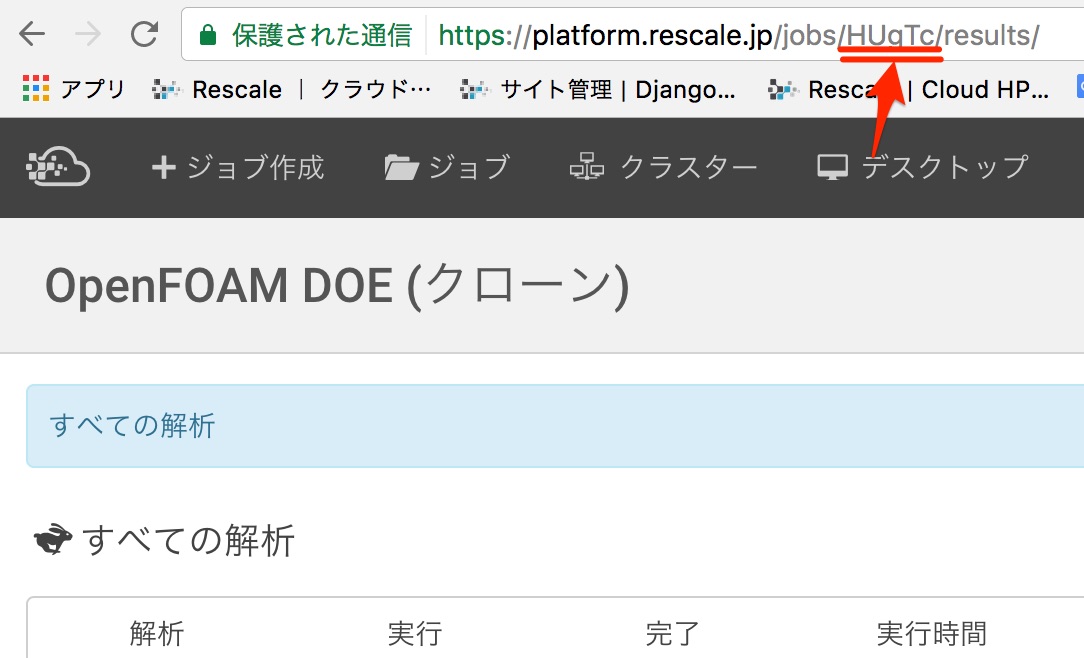 保護された通信 https://platform.rescale.jp/jobs/HUgTc/results/
アプリ Rescale | クラウド… サイト管理 | Django... | Cloud HP...
ジョブ作成 ジョブ クラスター デスクトップ
OpenFOAM DOE (クローン)
すべての解析
すべての解析
解析 実行 完了 実行時間